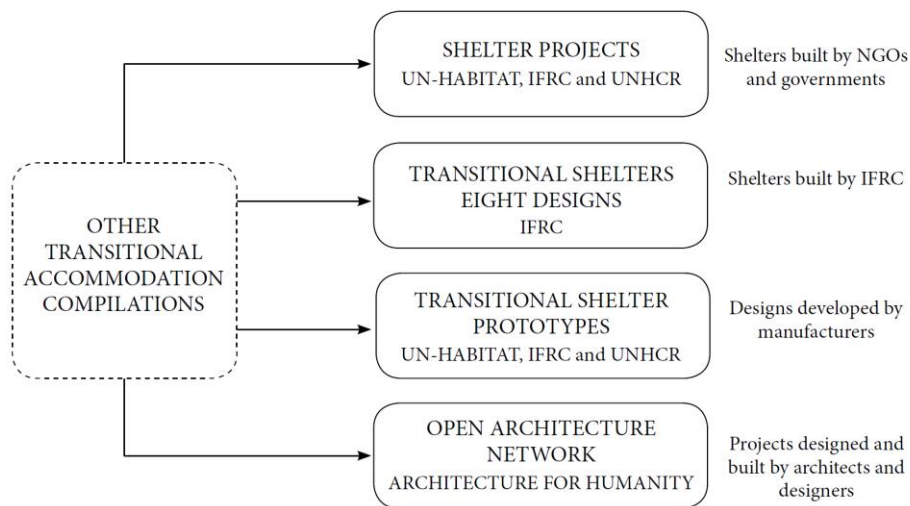 OTHER
TRANSITIONAL
ACCOMMODATION
COMPILATIONS
SHELTER PROJECTS
UN-HABITAT, IFRC and UNHCR
Shelters built by NGOs
and governments
TRANSITIONAL SHELTERS
EIGHT DESIGNS
IFRC
Shelters built by IFRC
TRANSITIONAL SHELTER
PROTOTYPES
UN-HABITAT, IFRC and UNHCR
Designs developed by
manufacturers
OPEN ARCHITECTURE
NETWORK
ARCHITECTURE FOR HUMANITY
Projects designed and
built by architects and
designers